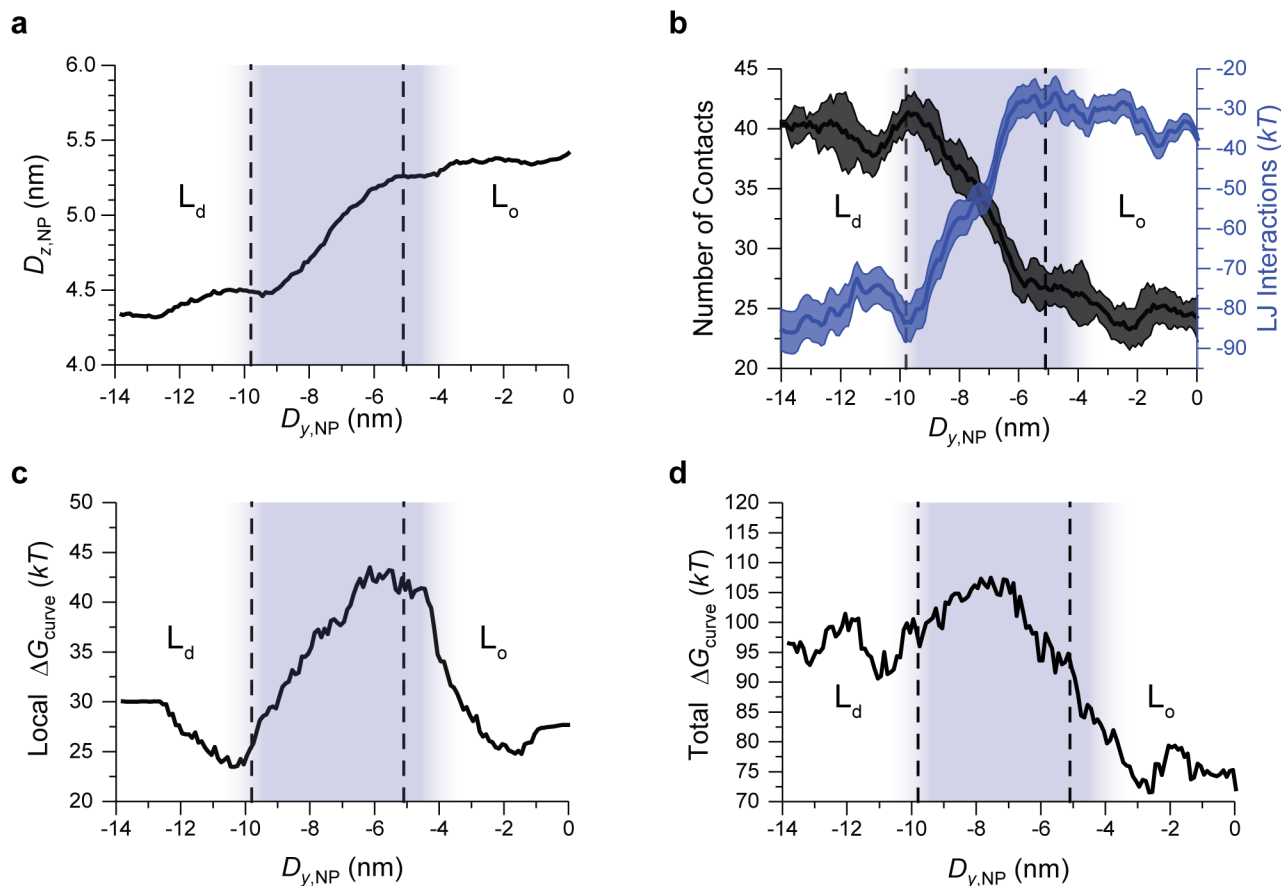 a
6.0
5.5
5.0
4.5
4.0
D_z,NP (nm)
L_d
L_o
-14 -12 -10 -8 -6 -4 -2 0
D_y,NP (nm)
b
45
40
35
30
25
20
Number of Contacts
L_d
L_o
-20
-30
-40
-50
-60
-70
-80
-90
LJ Interactions (kT)
-14 -12 -10 -8 -6 -4 -2 0
D_y,NP (nm)
c
50
45
40
35
30
25
20
Local ΔG_curve (kT)
L_d
L_o
-14 -12 -10 -8 -6 -4 -2 0
D_y,NP (nm)
d
120
115
110
105
100
95
90
85
80
75
70
Total ΔG_curve (kT)
L_d
L_o
-14 -12 -10 -8 -6 -4 -2 0
D_y,NP (nm)